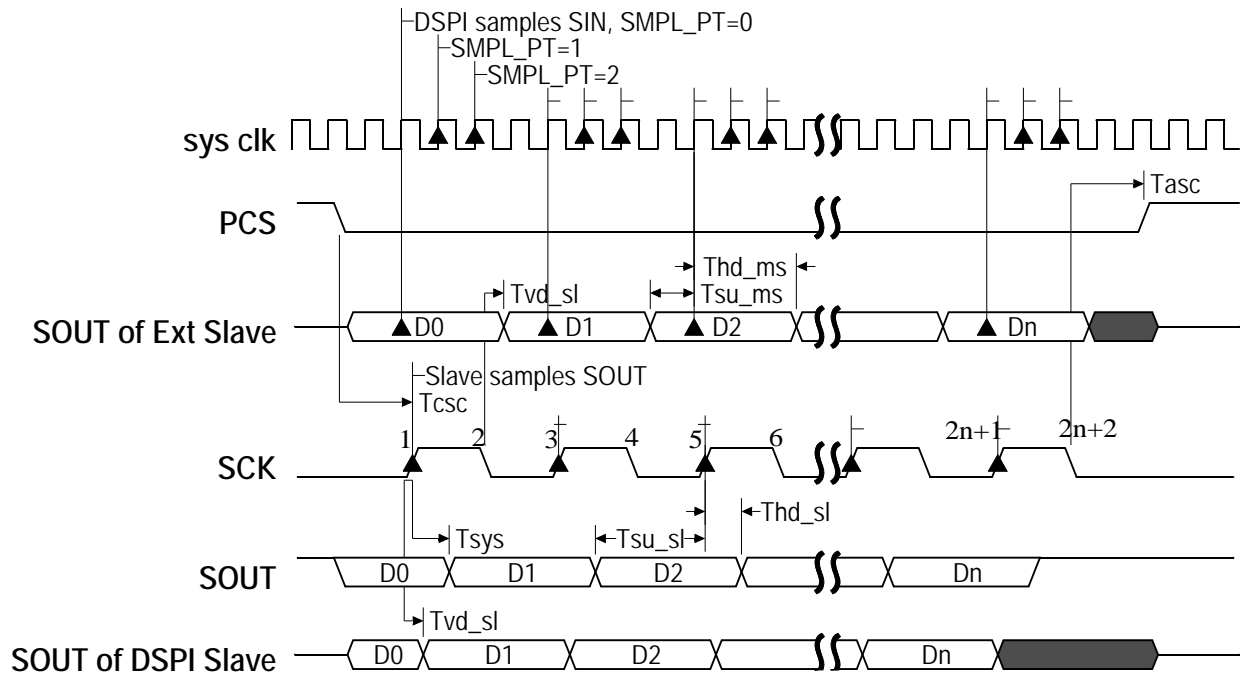 DSPI samples SIN, SMPL_PT=0
SMPL_PT=1
SMPL_PT=2
sys clk
Tasc
PCS
Thd_ms
Tvd_sl
Tsu_ms
SOUT of Ext Slave
D0
D1
D2
Dn
Slave samples SOUT
Tcsc
1
2
3
4
5
6
2n+1
2n+2
SCK
Thd_sl
Tsys
Tsu_sl
SOUT
D0
D1
D2
Dn
Tvd_sl
SOUT of DSPI Slave
D0
D1
D2
Dn